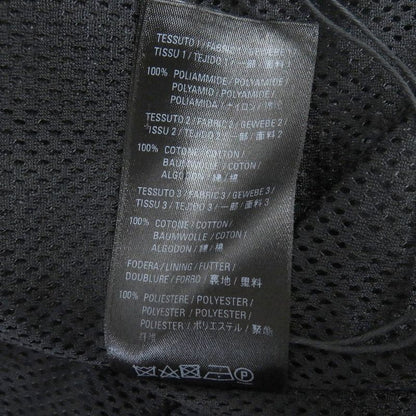 TESSUTO 1 / FABRIC 1 / GEWEBE 2 /
TISSU 1 / TEJIDO 1 / 一部 / 面料 1
100% POLIAMMIDE / POLYAMIDE /
POLYAMID / POLYAMIDE /
POLIAMIDA / ナイロン /
TESSUTO 2 / FABRIC 2 / GEWEBE 2 /
TISSU 2 / TEJIDO 2 / 一部 / 面料 2
100% COTONE / COTTON /
BAUMWOLLE / COTON /
ALGODON / 綿 / 棉
TESSUTO 3 / FABRIC 3 / GEWEBE 3 /
TISSU 3 / TEJIDO 3 / 一部 / 面料 3
100% COTONE / COTTON /
BAUMWOLLE / COTON /
ALGODON / 綿 / 棉
FODERA / LINING / FUTTER /
DOUBLURE / FORRO / 裏地 / 里料
100% POLIESTERE / POLYESTER /
POLYESTER / POLYESTER /
POLIESTER / ポリエステル / 聚酯
纤维
P